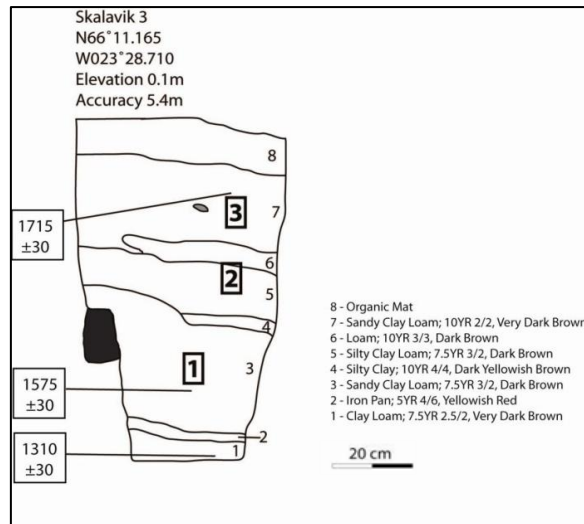 Skalavik 3
N66°11.165
W023°28.710
Elevation 0.1m
Accuracy 5.4m
8
3
7
1715
±30
6
2
5
4
1
3
1575
±30
2
1
1310
±30
8 - Organic Mat
7 - Sandy Clay Loam; 10YR 2/2, Very Dark Brown
6 - Loam; 10YR 3/3, Dark Brown
5 - Silty Clay Loam; 7.5YR 3/2, Dark Brown
4 - Silty Clay; 10YR 4/4, Dark Yellowish Brown
3 - Sandy Clay Loam; 7.5YR 3/2, Dark Brown
2 - Iron Pan; 5YR 4/6, Yellowish Red
1 - Clay Loam; 7.5YR 2.5/2, Very Dark Brown
20 cm